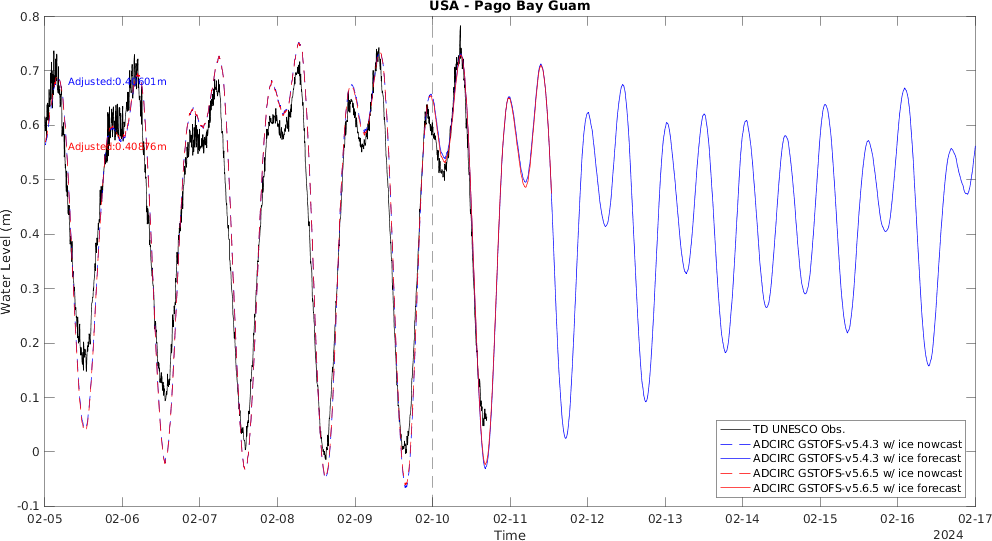 USA - Pago Bay Guam
0.8
0.7
0.6
0.5
0.4
0.3
0.2
0.1
0
-0.1
Water Level (m)
Adjusted:0.40601m
Adjusted:0.40876m
TD UNESCO Obs.
ADCIRC GSTOFS-v5.4.3 w/ ice nowcast
ADCIRC GSTOFS-v5.4.3 w/ ice forecast
ADCIRC GSTOFS-v5.6.5 w/ ice nowcast
ADCIRC GSTOFS-v5.6.5 w/ ice forecast
02-05 02-06 02-07 02-08 02-09 02-10 02-11 02-12 02-13 02-14 02-15 02-16 02-17
Time
2024